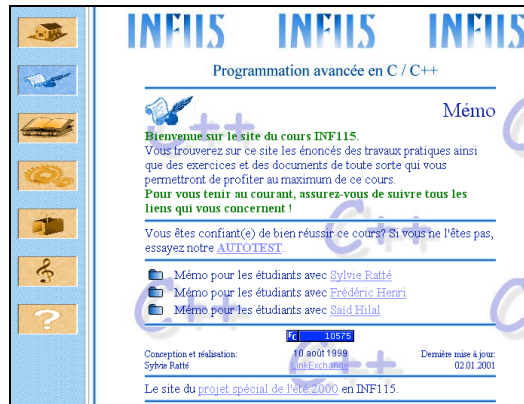 INF115 INF115 INF115
Programmation avancée en C / C++
Mémo
Bienvenue sur le site du cours INF115.
Vous trouverez sur ce site les énoncés des travaux pratiques ainsi
que des exercices et des documents de toute sorte qui vous
permettront de profiter au maximum de ce cours.
Pour vous tenir au courant, assurez-vous de suivre tous les
liens qui vous concernent !
Vous êtes confiant(e) de bien réussir ce cours? Si vous ne l'êtes pas,
essayez notre AUTOTEST.
Mémo pour les étudiants avec Sylvie Ratté
Mémo pour les étudiants avec Frédéric Henri
Mémo pour les étudiants avec Saïd Hilal
FC 10575
Conception et réalisation: 10 août 1999 Dernière mise à jour:
Sylvie Ratté LinkExchange 02.01.2001
Le site du projet spécial de l'été 2000 en INF115.
C++
C++
C++
C++
C++